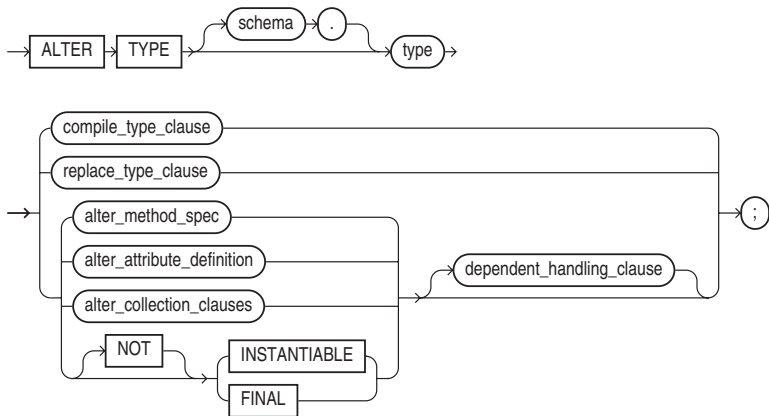 schema .
ALTER TYPE type
compile_type_clause
replace_type_clause
alter_method_spec
;
alter_attribute_definition dependent_handling_clause
alter_collection_clauses
NOT INSTANTIABLE
FINAL